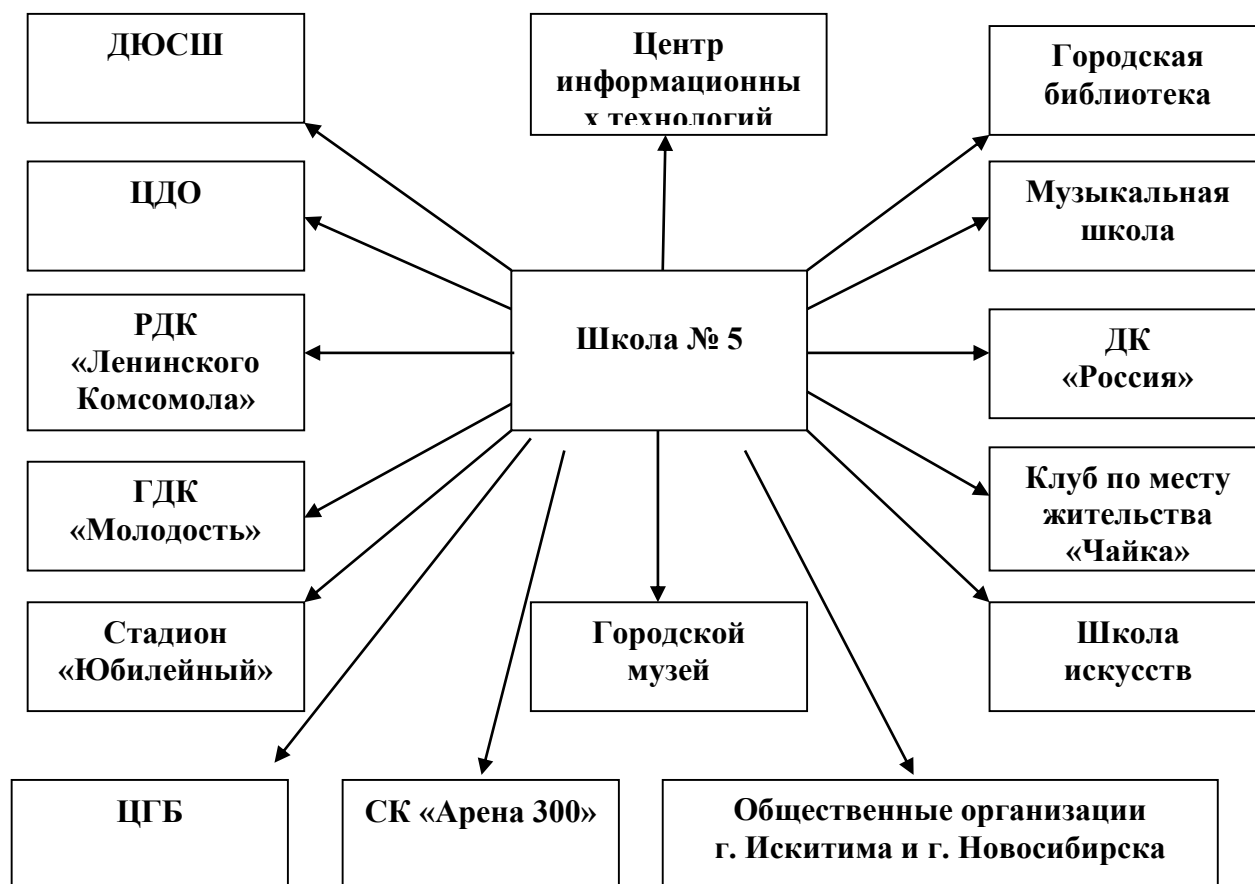 ДЮСШ
Центр
информационны
х технологий
Городская
библиотека
ЦДО
Музыкальная
школа
РДК
«Ленинского
Комсомола»
Школа № 5
ДК
«Россия»
ГДК
«Молодость»
Клуб по месту
жительства
«Чайка»
Стадион
«Юбилейный»
Городской
музей
Школа
искусств
ЦГБ
СК «Арена 300»
Общественные организации
г. Искитима и г. Новосибирска